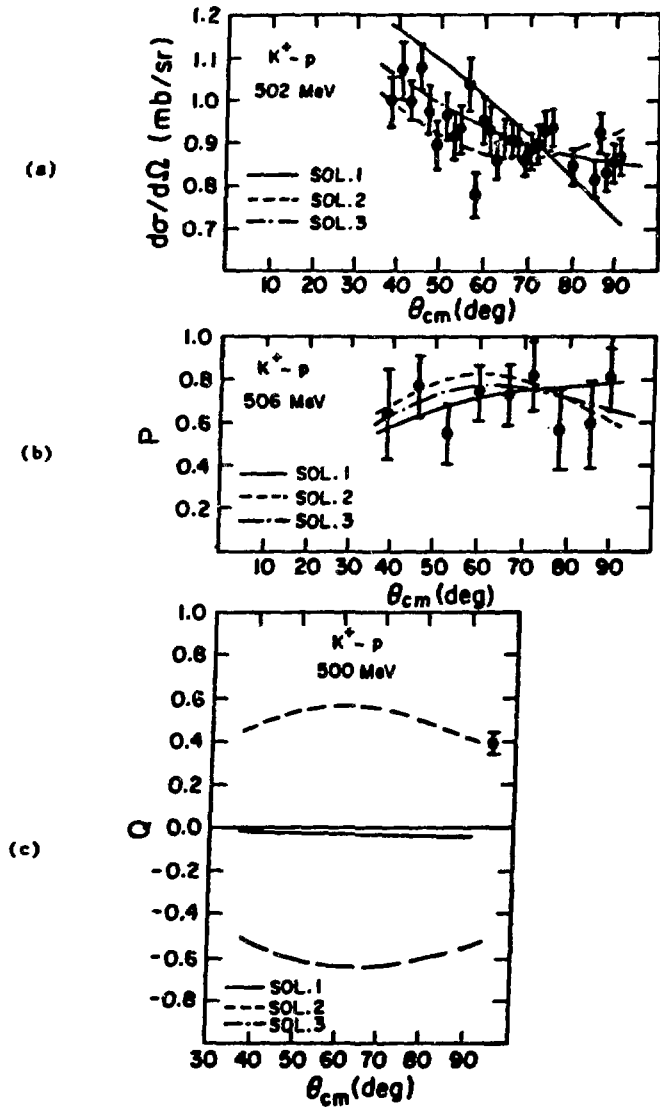 (a)
dσ/dΩ (mb/sr)
1.2
1.1
1.0
0.9
0.8
0.7
K⁺- p
502 MeV
SOL. 1
SOL. 2
SOL. 3
10 20 30 40 50 60 70 80 90
θcm(deg)
(b)
P
1.0
0.8
0.6
0.4
0.2
K⁺- p
506 MeV
SOL. 1
SOL. 2
SOL. 3
10 20 30 40 50 60 70 80 90
θcm(deg)
(c)
Q
1.0
0.8
0.6
0.4
0.2
0.0
-0.2
-0.4
-0.6
-0.8
K⁺- p
500 MeV
SOL. 1
SOL. 2
SOL. 3
30 40 50 60 70 80 90
θcm(deg)